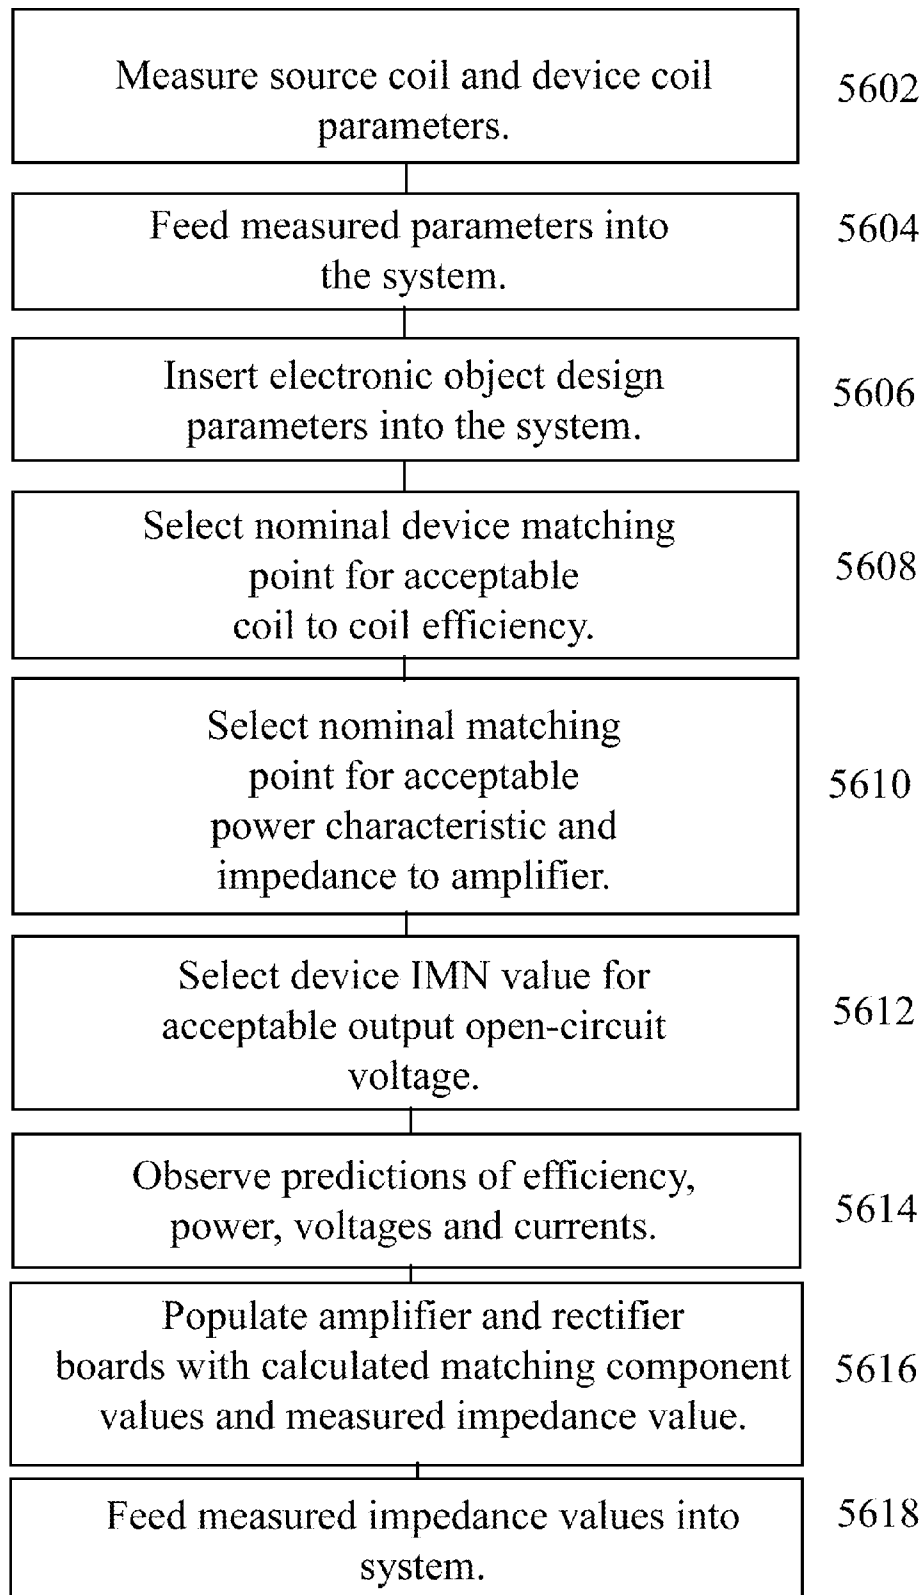 Measure source coil and device coil
parameters.
5602
Feed measured parameters into
the system.
5604
Insert electronic object design
parameters into the system.
5606
Select nominal device matching
point for acceptable
coil to coil efficiency.
5608
Select nominal matching
point for acceptable
power characteristic and
impedance to amplifier.
5610
Select device IMN value for
acceptable output open-circuit
voltage.
5612
Observe predictions of efficiency,
power, voltages and currents.
5614
Populate amplifier and rectifier
boards with calculated matching component
values and measured impedance value.
5616
Feed measured impedance values into
system.
5618